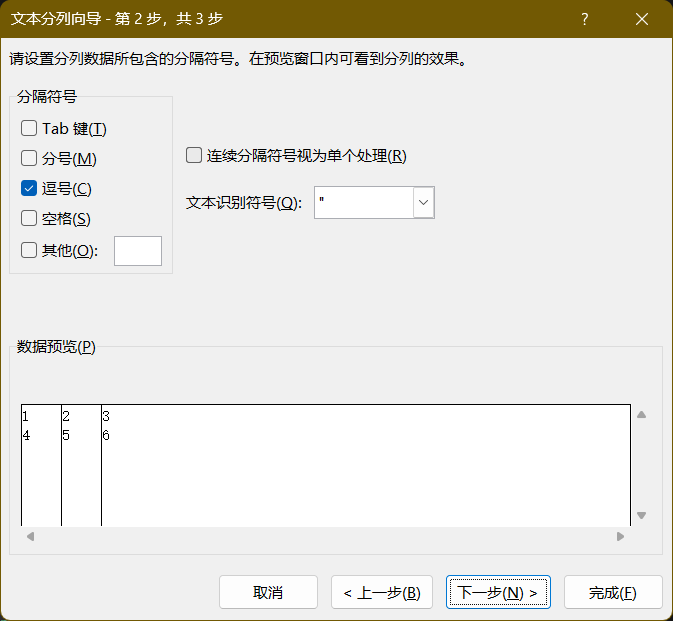 文本分列向导 - 第 2 步，共 3 步
请设置分列数据所包含的分隔符号。在预览窗口内可看到分列的效果。
分隔符号
Tab 键(T)
分号(M)
逗号(C)
空格(S)
其他(O):
连续分隔符号视为单个处理(R)
文本识别符号(Q): "
数据预览(P)
1 2 3
4 5 6
取消 < 上一步(B) 下一步(N) > 完成(F)